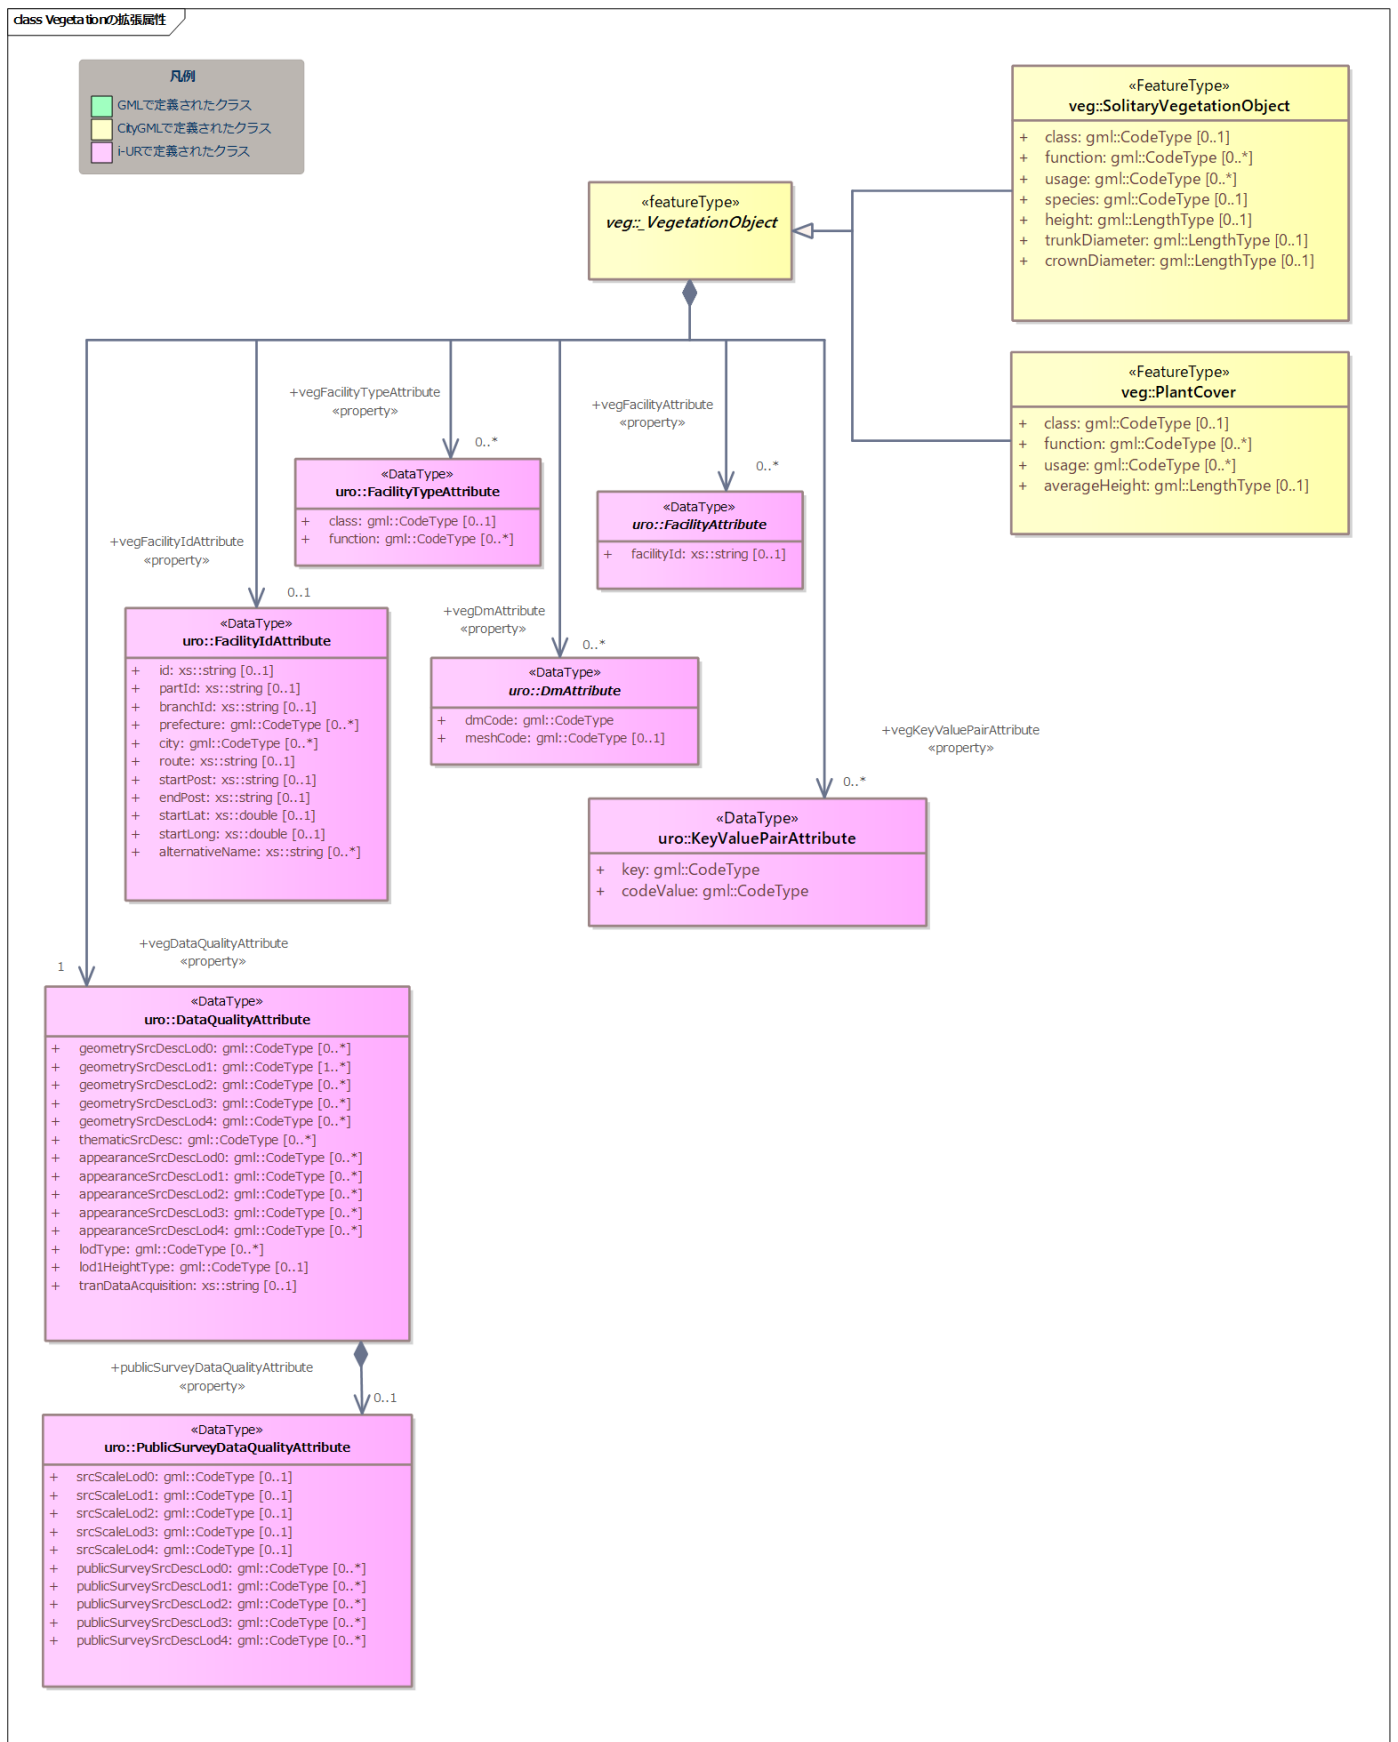 class Vegetationの拡張属性
凡例
GMLで定義されたクラス
CityGMLで定義されたクラス
i-URで定義されたクラス
«FeatureType»
veg::SolitaryVegetationObject
+ class: gml::CodeType [0..1]
+ function: gml::CodeType [0..*]
+ usage: gml::CodeType [0..*]
+ species: gml::CodeType [0..1]
+ height: gml::LengthType [0..1]
+ trunkDiameter: gml::LengthType [0..1]
+ crownDiameter: gml::LengthType [0..1]
«featureType»
veg::_VegetationObject
«FeatureType»
veg::PlantCover
+ class: gml::CodeType [0..1]
+ function: gml::CodeType [0..*]
+ usage: gml::CodeType [0..*]
+ averageHeight: gml::LengthType [0..1]
+vegFacilityTypeAttribute
«property»
0..*
«DataType»
uro::FacilityTypeAttribute
+ class: gml::CodeType [0..1]
+ function: gml::CodeType [0..*]
+vegFacilityAttribute
«property»
0..*
«DataType»
uro::FacilityAttribute
+ facilityId: xs::string [0..1]
+vegFacilityIdAttribute
«property»
0..1
«DataType»
uro::FacilityIdAttribute
+ id: xs::string [0..1]
+ partId: xs::string [0..1]
+ branchId: xs::string [0..1]
+ prefecture: gml::CodeType [0..*]
+ city: gml::CodeType [0..*]
+ route: xs::string [0..1]
+ startPost: xs::string [0..1]
+ endPost: xs::string [0..1]
+ startLat: xs::double [0..1]
+ startLong: xs::double [0..1]
+ alternativeName: xs::string [0..*]
+vegDmAttribute
«property»
0..*
«DataType»
uro::DmAttribute
+ dmCode: gml::CodeType
+ meshCode: gml::CodeType [0..1]
+vegKeyValuePairAttribute
«property»
0..*
«DataType»
uro::KeyValuePairAttribute
+ key: gml::CodeType
+ codeValue: gml::CodeType
+vegDataQualityAttribute
«property»
1
«DataType»
uro::DataQualityAttribute
+ geometrySrcDescLod0: gml::CodeType [0..*]
+ geometrySrcDescLod1: gml::CodeType [1..*]
+ geometrySrcDescLod2: gml::CodeType [0..*]
+ geometrySrcDescLod3: gml::CodeType [0..*]
+ geometrySrcDescLod4: gml::CodeType [0..*]
+ thematicSrcDesc: gml::CodeType [0..*]
+ appearanceSrcDescLod0: gml::CodeType [0..*]
+ appearanceSrcDescLod1: gml::CodeType [0..*]
+ appearanceSrcDescLod2: gml::CodeType [0..*]
+ appearanceSrcDescLod3: gml::CodeType [0..*]
+ appearanceSrcDescLod4: gml::CodeType [0..*]
+ lodType: gml::CodeType [0..*]
+ lod1HeightType: gml::CodeType [0..1]
+ tranDataAcquisition: xs::string [0..1]
+publicSurveyDataQualityAttribute
«property»
0..1
«DataType»
uro::PublicSurveyDataQualityAttribute
+ srcScaleLod0: gml::CodeType [0..1]
+ srcScaleLod1: gml::CodeType [0..1]
+ srcScaleLod2: gml::CodeType [0..1]
+ srcScaleLod3: gml::CodeType [0..1]
+ srcScaleLod4: gml::CodeType [0..1]
+ publicSurveySrcDescLod0: gml::CodeType [0..*]
+ publicSurveySrcDescLod1: gml::CodeType [0..*]
+ publicSurveySrcDescLod2: gml::CodeType [0..*]
+ publicSurveySrcDescLod3: gml::CodeType [0..*]
+ publicSurveySrcDescLod4: gml::CodeType [0..*]